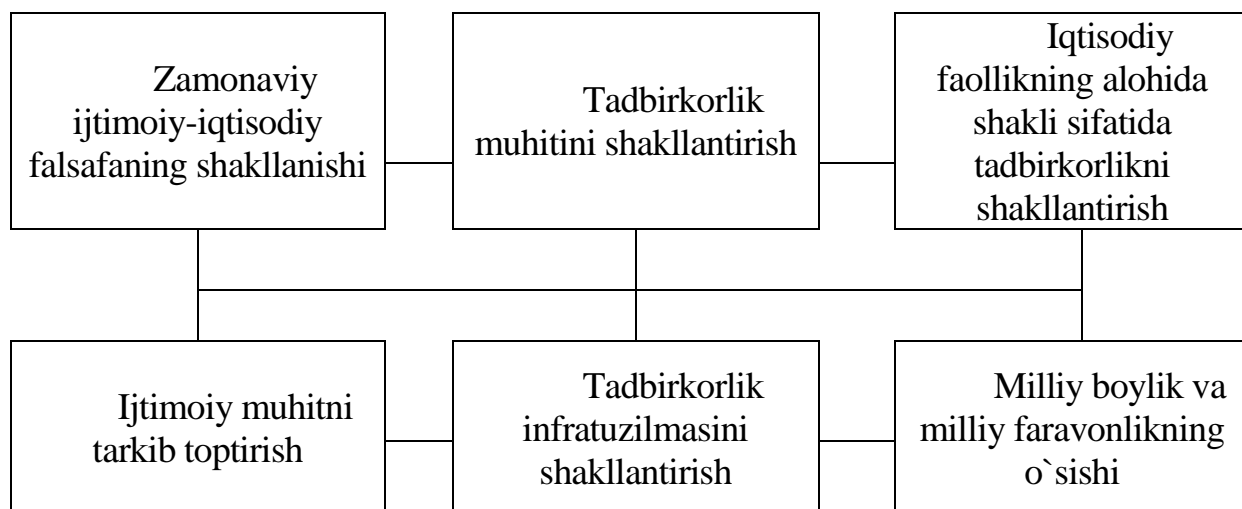 Zamonaviy
ijtimoiy-iqtisodiy
falsafaning shakllanishi
Tadbirkorlik
muhitini shakllantirish
Iqtisodiy
faollikning alohida
shakli sifatida
tadbirkorlikni
shakllantirish
Ijtimoiy muhitni
tarkib toptirish
Tadbirkorlik
infratuzilmasini
shakllantirish
Milliy boylik va
milliy faravonlikning
o`sishi